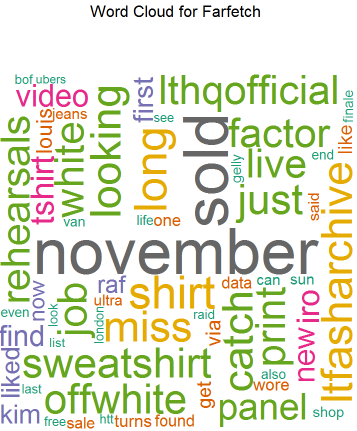 Word Cloud for Farfetch
bof
ubers
video
jeans
first
see
lthqofficial
finale
like
louis
tshirt
white
looking
long
sold
factor
gelly
live
end
rehearsals
van
life
one
just
said
ltfasharchive
november
even
now
look
job
raf
ultra
london
shirt
miss
raid
via
data
catch
can
print
sun
new
iro
find
list
liked
last
sweatshirt
get
also
wore
kim
offwhite
free
sale
htt
turns
found
panel
shop
hbx